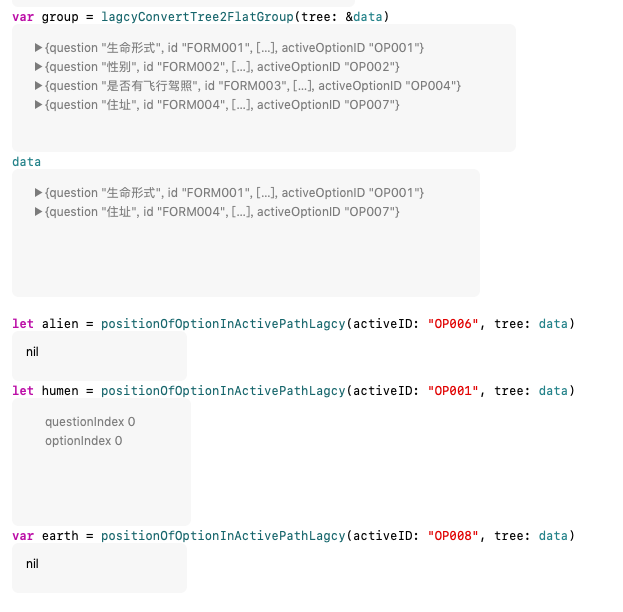 var group = lagcyConvertTree2FlatGroup(tree: &data)
▶{question "生命形式", id "FORM001", [...], activeOptionID "OP001"}
▶{question "性别", id "FORM002", [...], activeOptionID "OP002"}
▶{question "是否有飞行驾照", id "FORM003", [...], activeOptionID "OP004"}
▶{question "住址", id "FORM004", [...], activeOptionID "OP007"}
data
▶{question "生命形式", id "FORM001", [...], activeOptionID "OP001"}
▶{question "住址", id "FORM004", [...], activeOptionID "OP007"}
let alien = positionOfOptionInActivePathLagcy(activeID: "OP006", tree: data)
nil
let humen = positionOfOptionInActivePathLagcy(activeID: "OP001", tree: data)
questionIndex 0
optionIndex 0
var earth = positionOfOptionInActivePathLagcy(activeID: "OP008", tree: data)
nil